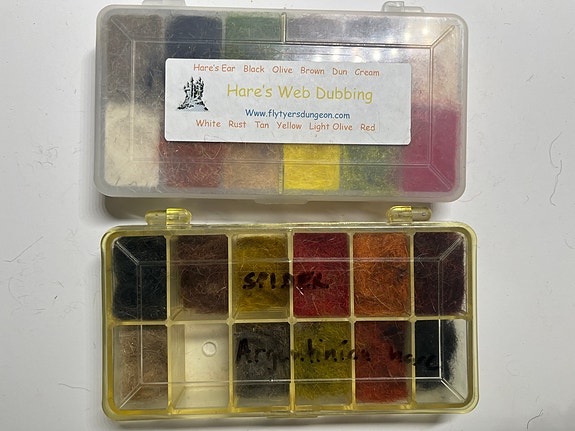 Hare's Ear Black Olive Brown Dun Cream
Hare's Web Dubbing
Www.flytyersdungeon.com
White Rust Tan Yellow Light Olive Red
SPIDER
Argentinian hare